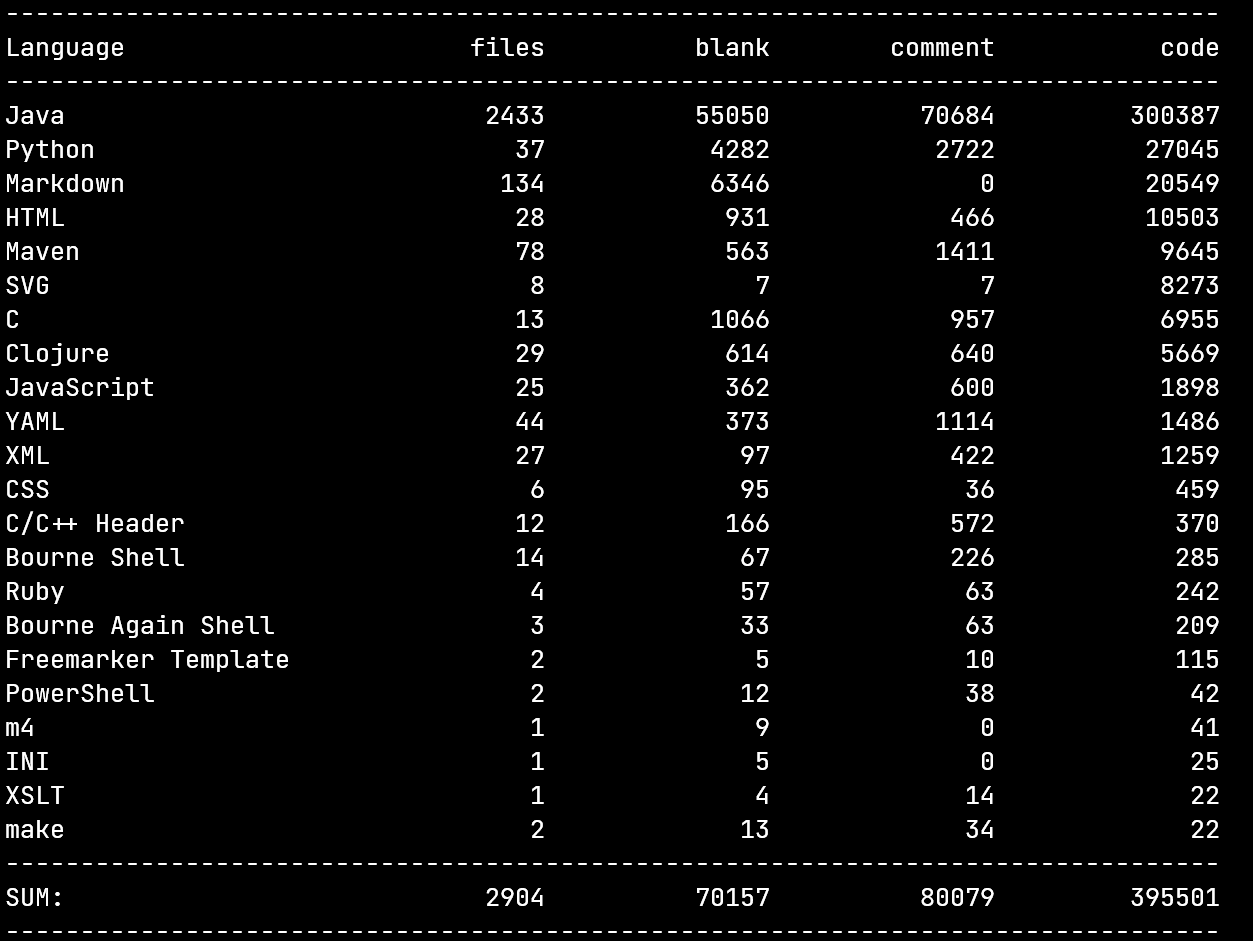 -------------------------------------------------------------------------------
Language                     files          blank        comment           code
-------------------------------------------------------------------------------
Java                          2433          55050          70684         300387
Python                          37           4282           2722          27045
Markdown                       134           6346              0          20549
HTML                            28            931            466          10503
Maven                           78            563           1411           9645
SVG                              8              7              7           8273
C                               13           1066            957           6955
Clojure                         29            614            640           5669
JavaScript                      25            362            600           1898
YAML                            44            373           1114           1486
XML                             27             97            422           1259
CSS                              6             95             36            459
C/C++ Header                    12            166            572            370
Bourne Shell                    14             67            226            285
Ruby                             4             57             63            242
Bourne Again Shell               3             33             63            209
Freemarker Template              2              5             10            115
PowerShell                       2             12             38             42
m4                               1              9              0             41
INI                              1              5              0             25
XSLT                             1              4             14             22
make                             2             13             34             22
-------------------------------------------------------------------------------
SUM:                          2904          70157          80079         395501
-------------------------------------------------------------------------------